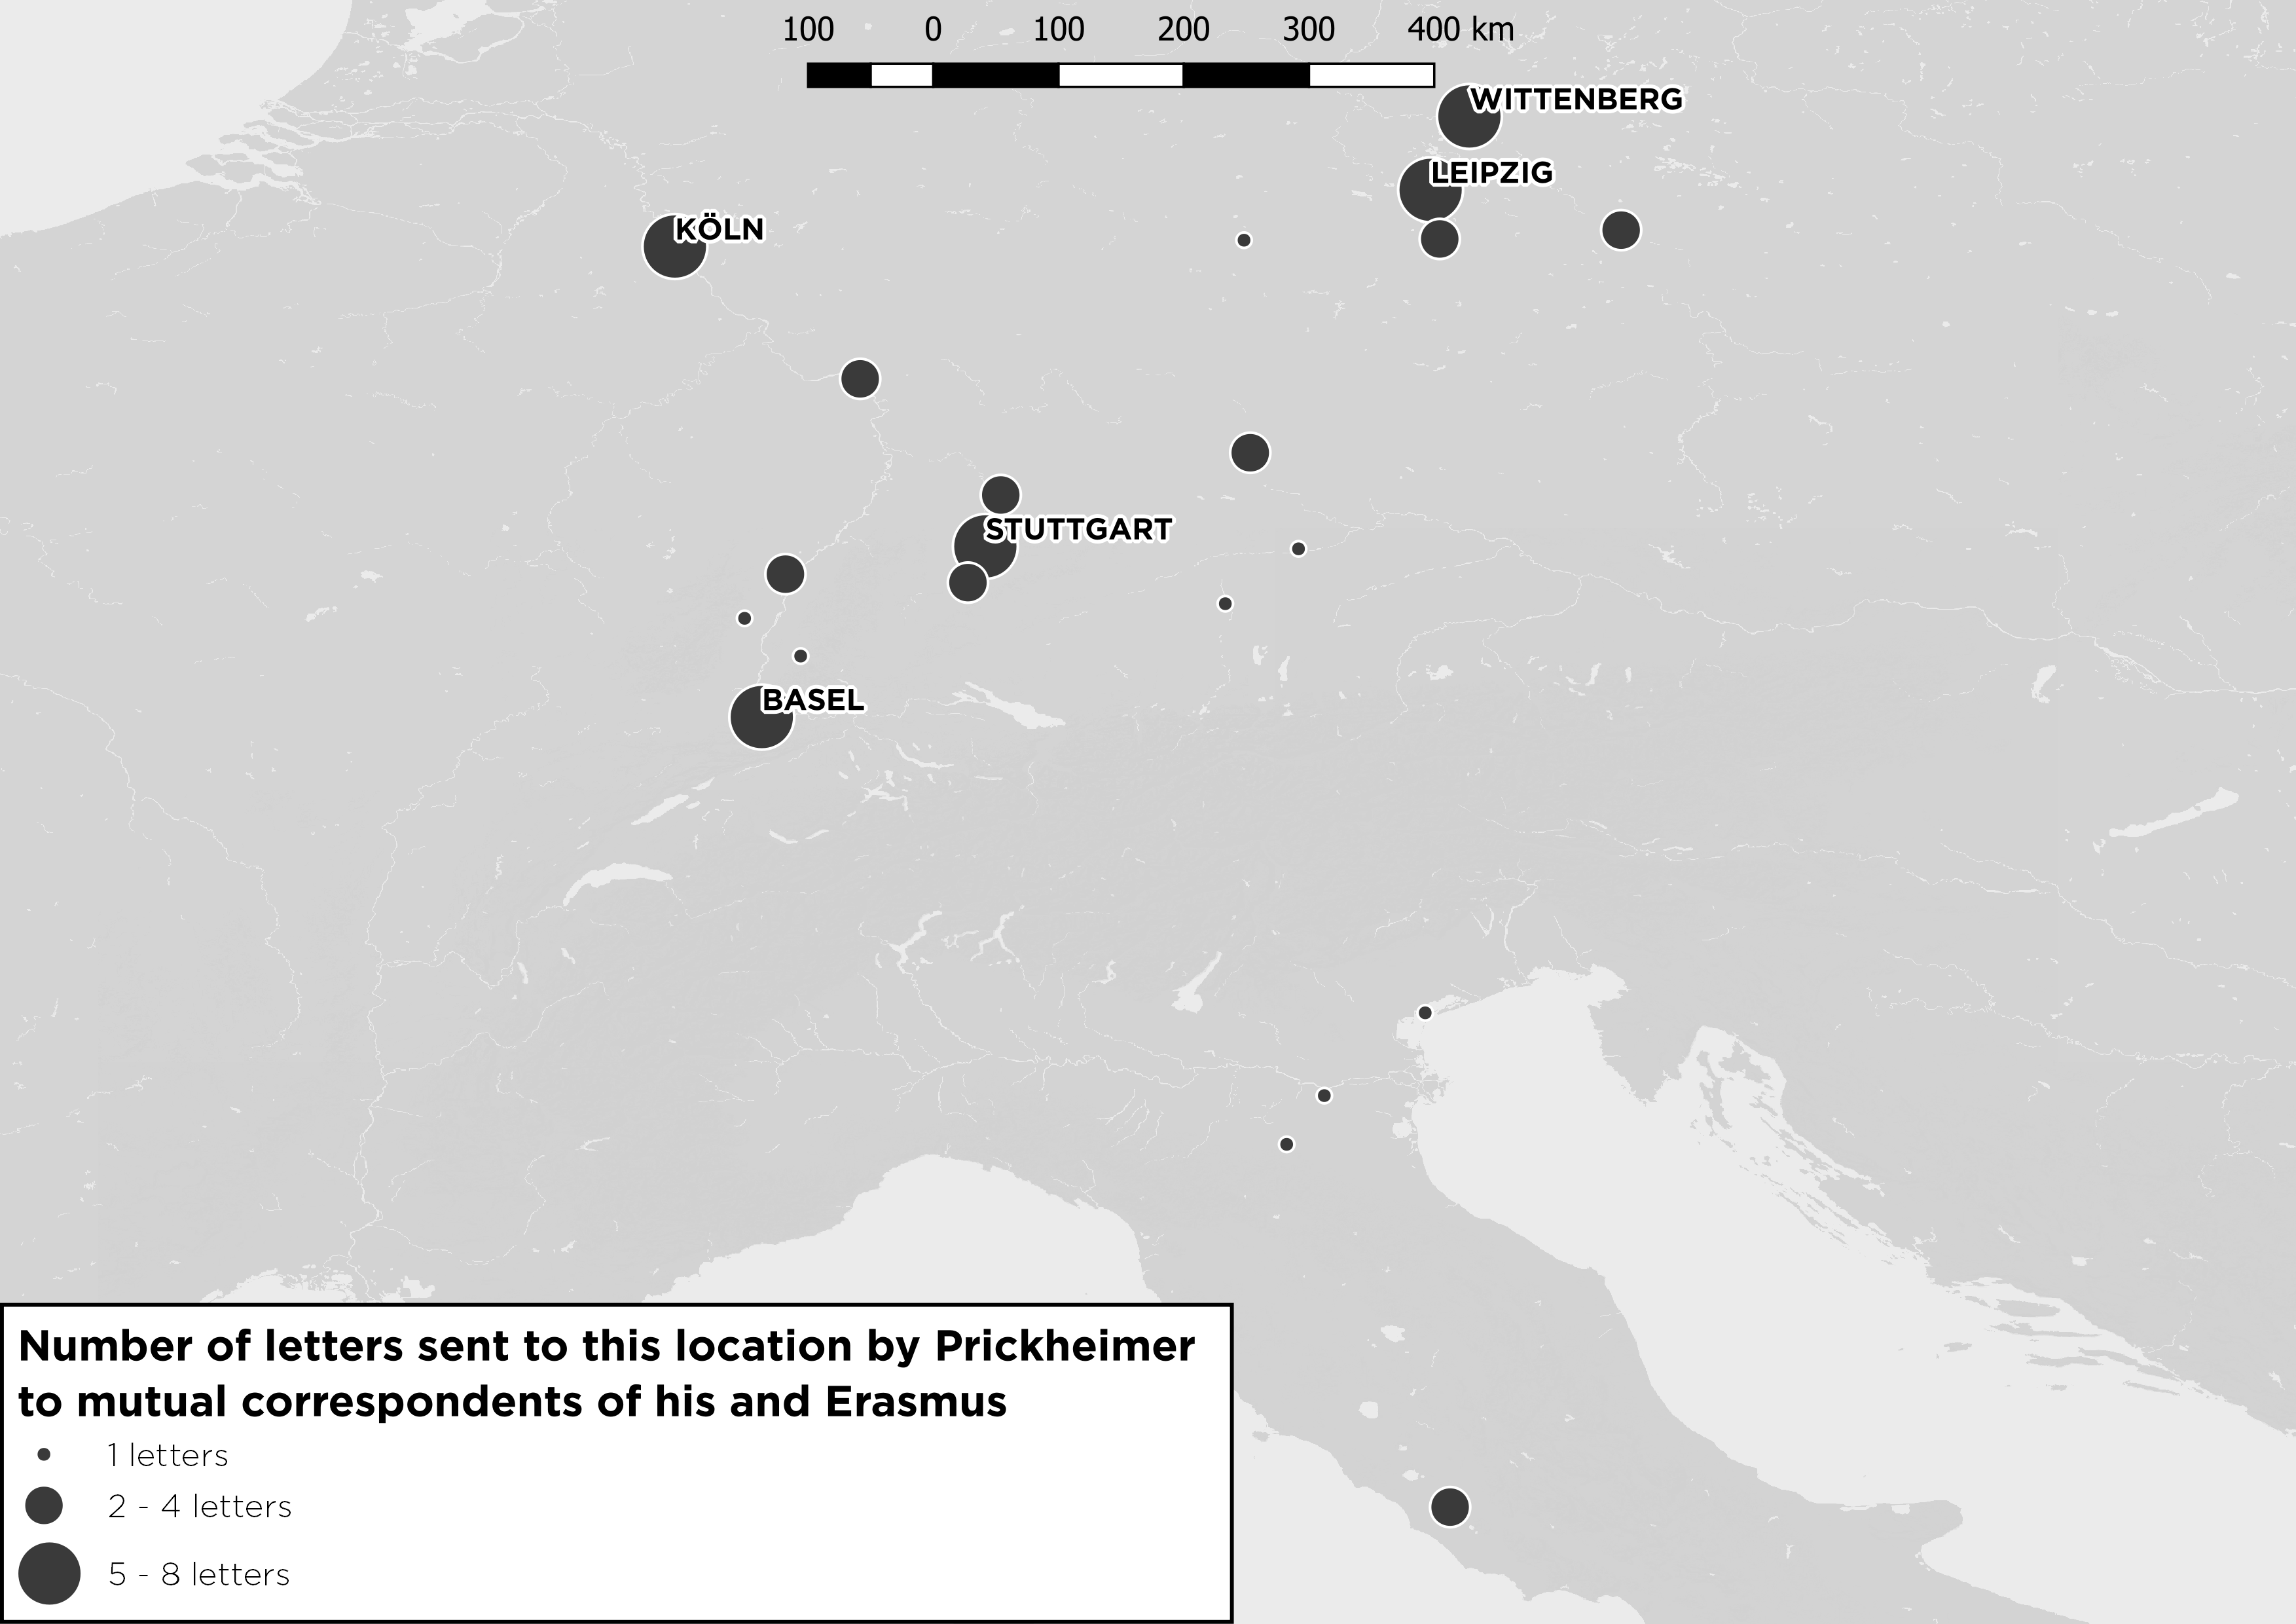 100 0 100 200 300 400 km
WITTENBERG
LEIPZIG
KÖLN
STUTTGART
BASEL
Number of letters sent to this location by Prickheimer
to mutual correspondents of his and Erasmus
1 letters
2 - 4 letters
5 - 8 letters